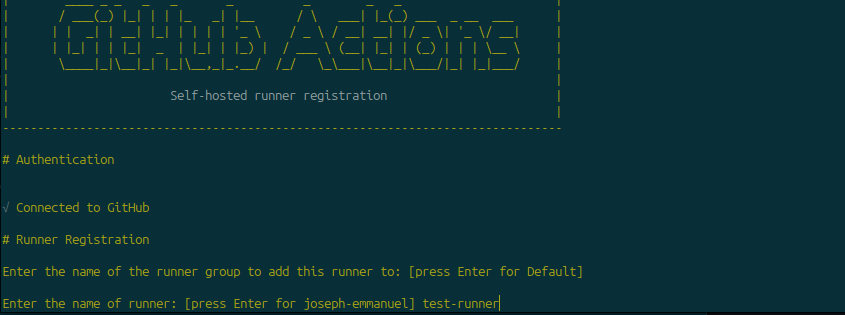 GitHub Actions
Self-hosted runner registration
# Authentication
√ Connected to GitHub
# Runner Registration
Enter the name of the runner group to add this runner to: [press Enter for Default]
Enter the name of runner: [press Enter for joseph-emmanuel] test-runner